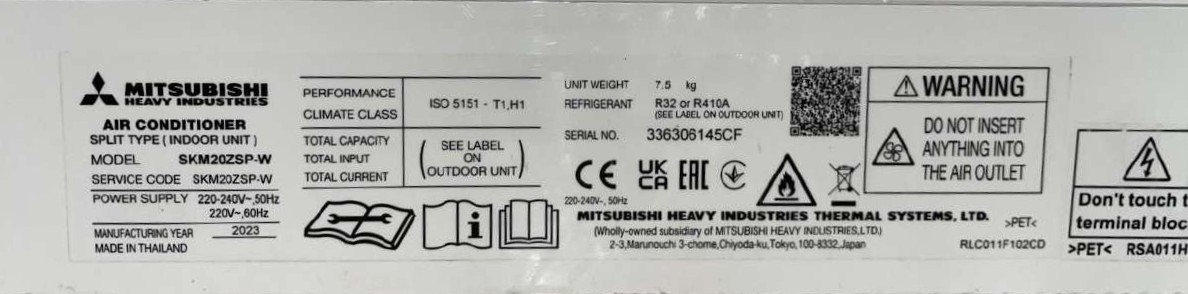 MITSUBISHI
HEAVY INDUSTRIES
AIR CONDITIONER
SPLIT TYPE ( INDOOR UNIT )
MODEL SKM20ZSP-W
SERVICE CODE SKM20ZSP-W
POWER SUPPLY 220-240V~,50Hz
220V~,60Hz
MANUFACTURING YEAR 2023
MADE IN THAILAND
PERFORMANCE
CLIMATE CLASS
ISO 5151 - T1,H1
TOTAL CAPACITY
TOTAL INPUT
TOTAL CURRENT
( SEE LABEL
ON
OUTDOOR UNIT )
i
UNIT WEIGHT 7.5 kg
REFRIGERANT R32 or R410A
(SEE LABEL ON OUTDOOR UNIT)
SERIAL NO. 336306145CF
CE UK CA EAC
220-240V~, 50Hz
MITSUBISHI HEAVY INDUSTRIES THERMAL SYSTEMS, LTD.
(Wholly-owned subsidiary of MITSUBISHI HEAVY INDUSTRIES,LTD.)
2-3,Marunouchi 3-chome,Chiyoda-ku,Tokyo,100-8332,Japan
>PET<
RLC011F102CD
WARNING
DO NOT INSERT
ANYTHING INTO
THE AIR OUTLET
Don't touch t
terminal bloc
>PET< RSA011H